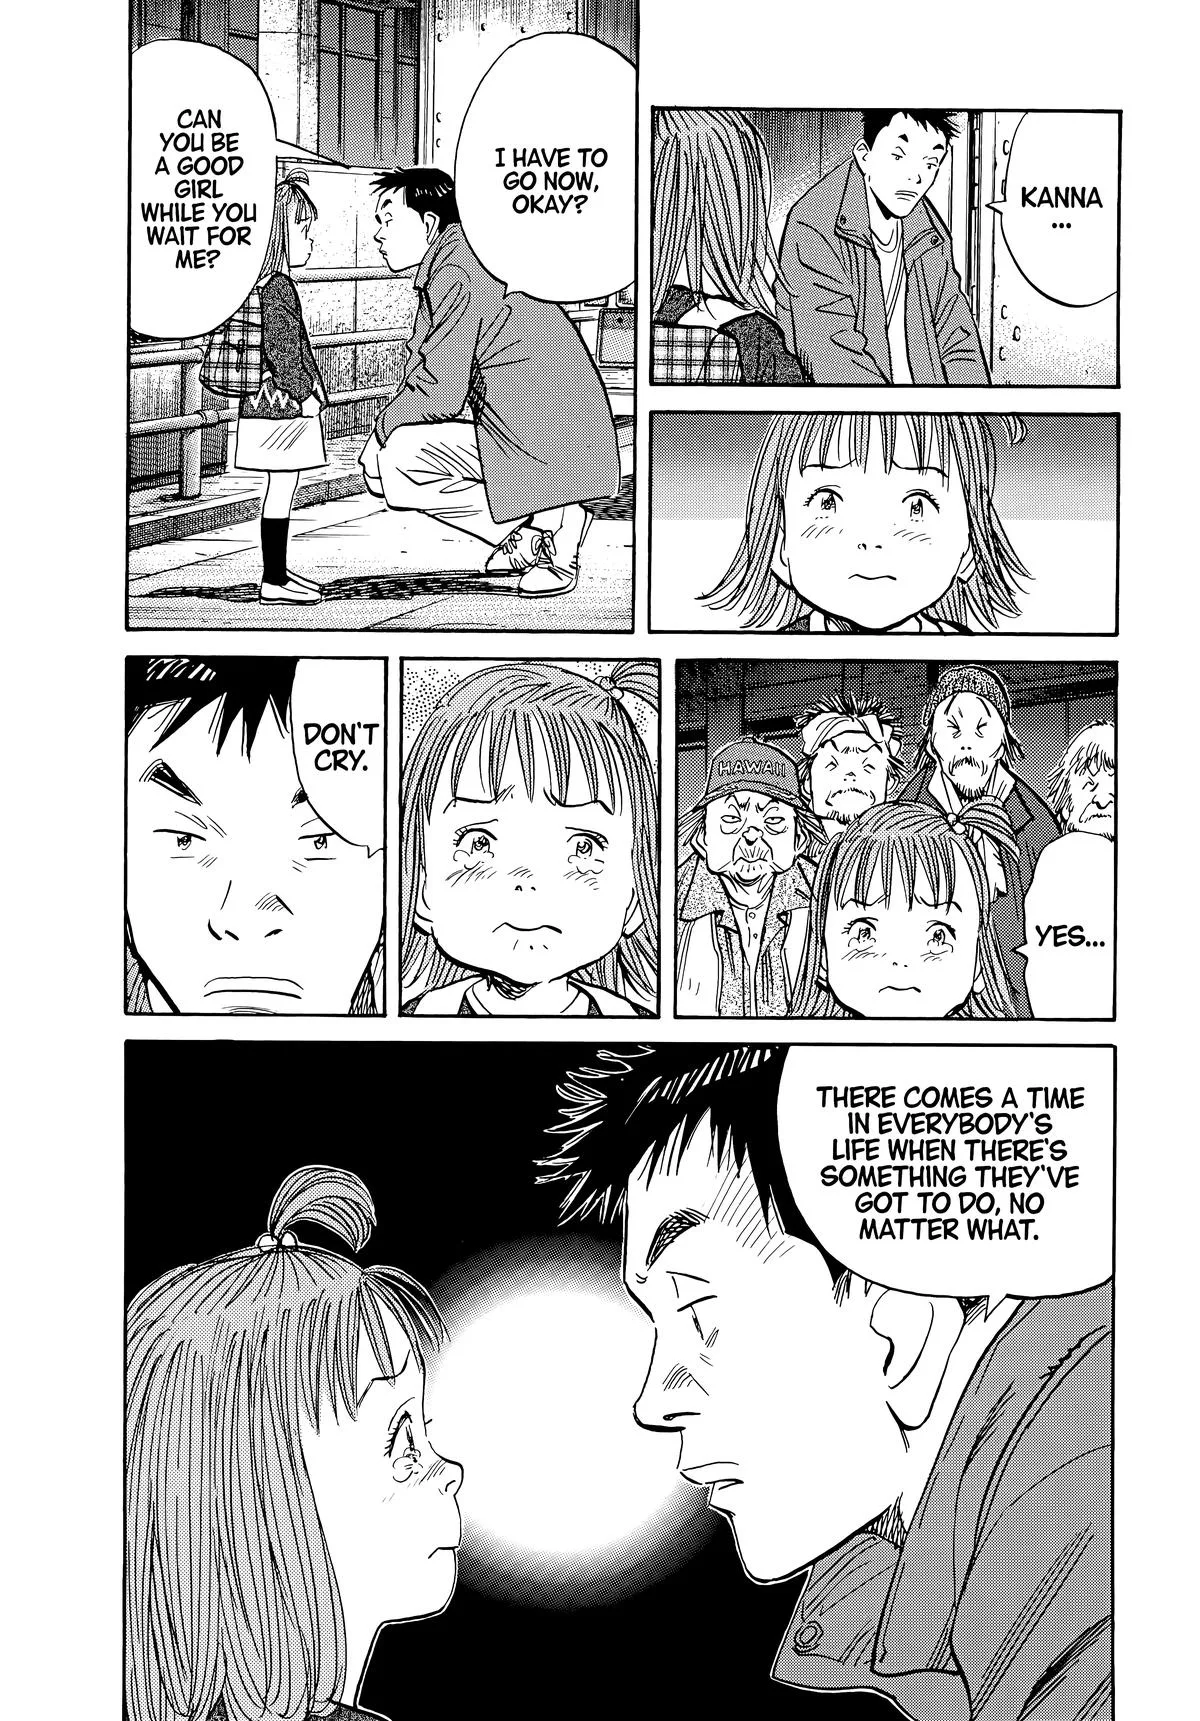 KANNA
...
I HAVE TO
GO NOW,
OKAY?
CAN
YOU BE
A GOOD
GIRL
WHILE YOU
WAIT FOR
ME?
HAWAII
YES...
DON'T
CRY.
THERE COMES A TIME
IN EVERYBODY'S
LIFE WHEN THERE'S
SOMETHING THEY'VE
GOT TO DO, NO
MATTER WHAT.